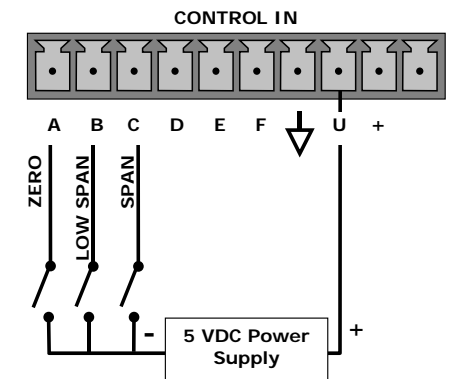 CONTROL IN
A B C D E F U +
ZERO
LOW SPAN
SPAN
- +
5 VDC Power
Supply